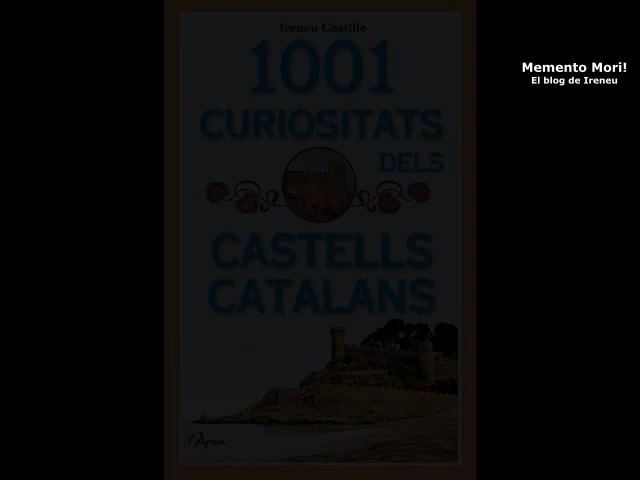 Ireneu Castillo
1001
CURIOSITATS
DELS
CASTELLS
CATALANS
l'Arca
Memento Mori!
El blog de Ireneu